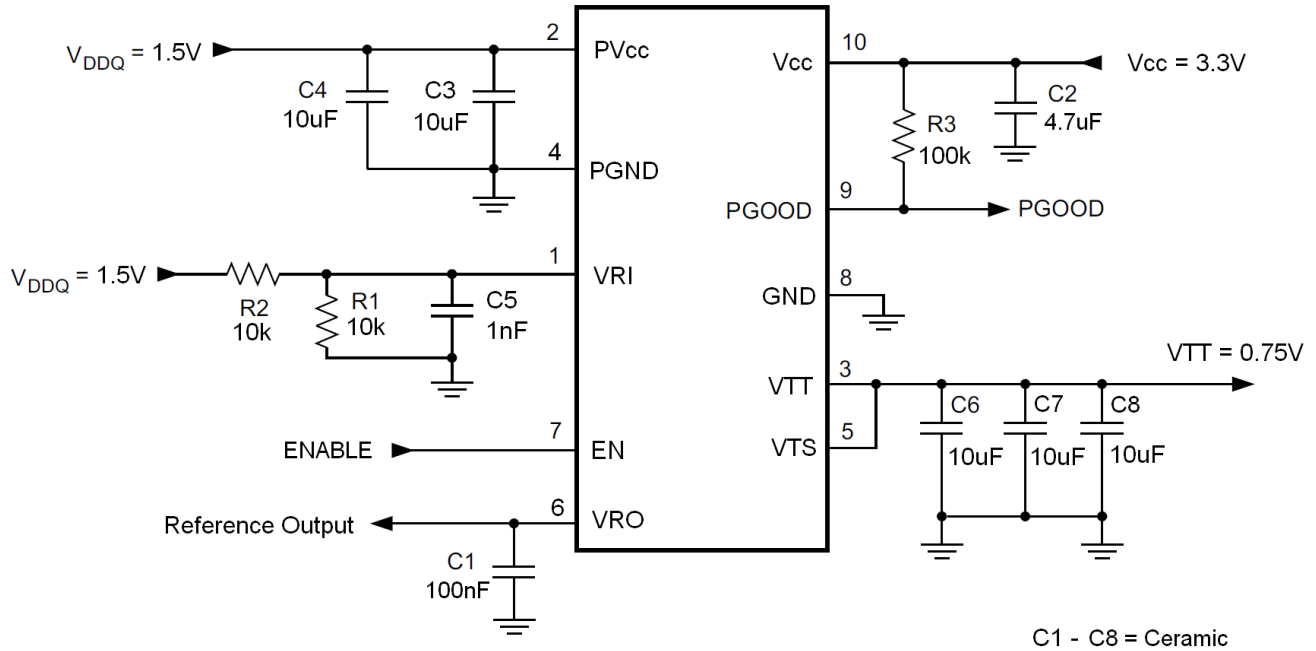 V DDQ = 1.5V
2
PVcc
C4
10uF
C3
10uF
4
PGND
V DDQ = 1.5V
1
VRI
R2
10k
R1
10k
C5
1nF
ENABLE
7
EN
Reference Output
6
VRO
C1
100nF
10
Vcc
Vcc = 3.3V
R3
100k
C2
4.7uF
9
PGOOD
PGOOD
8
GND
VTT = 0.75V
3
VTT
5
VTS
C6
10uF
C7
10uF
C8
10uF
C1 - C8 = Ceramic